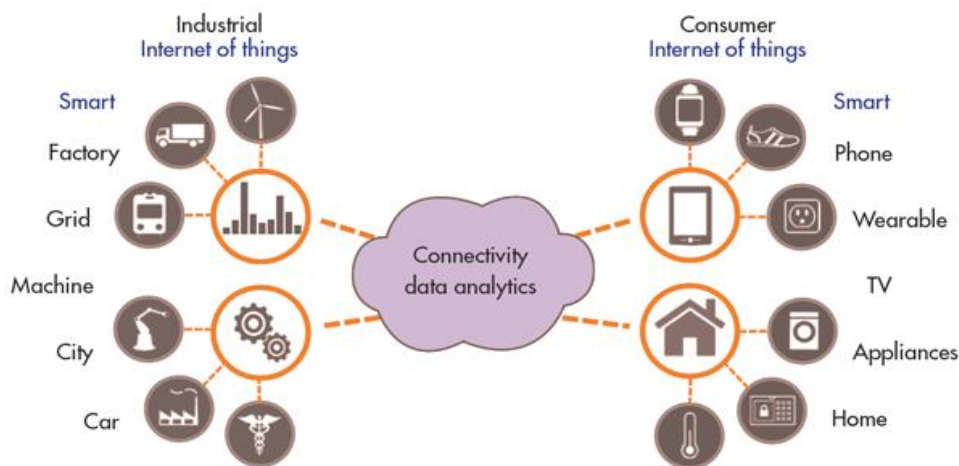 Industrial
Internet of things
Smart
Factory
Grid
Machine
City
Car
Connectivity
data analytics
Consumer
Internet of things
Smart
Phone
Wearable
TV
Appliances
Home